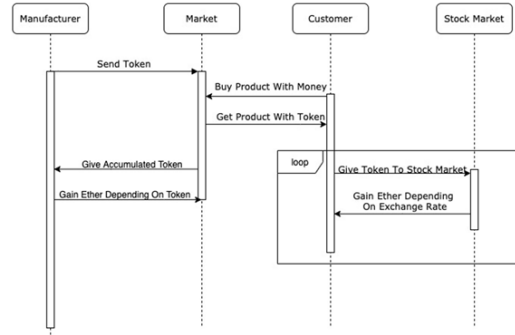 Manufacturer
Market
Customer
Stock Market
Send Token
Buy Product With Money
Get Product With Token
loop
Give Accumulated Token
Give Token To Stock Market
Gain Ether Depending On Token
Gain Ether Depending
On Exchange Rate